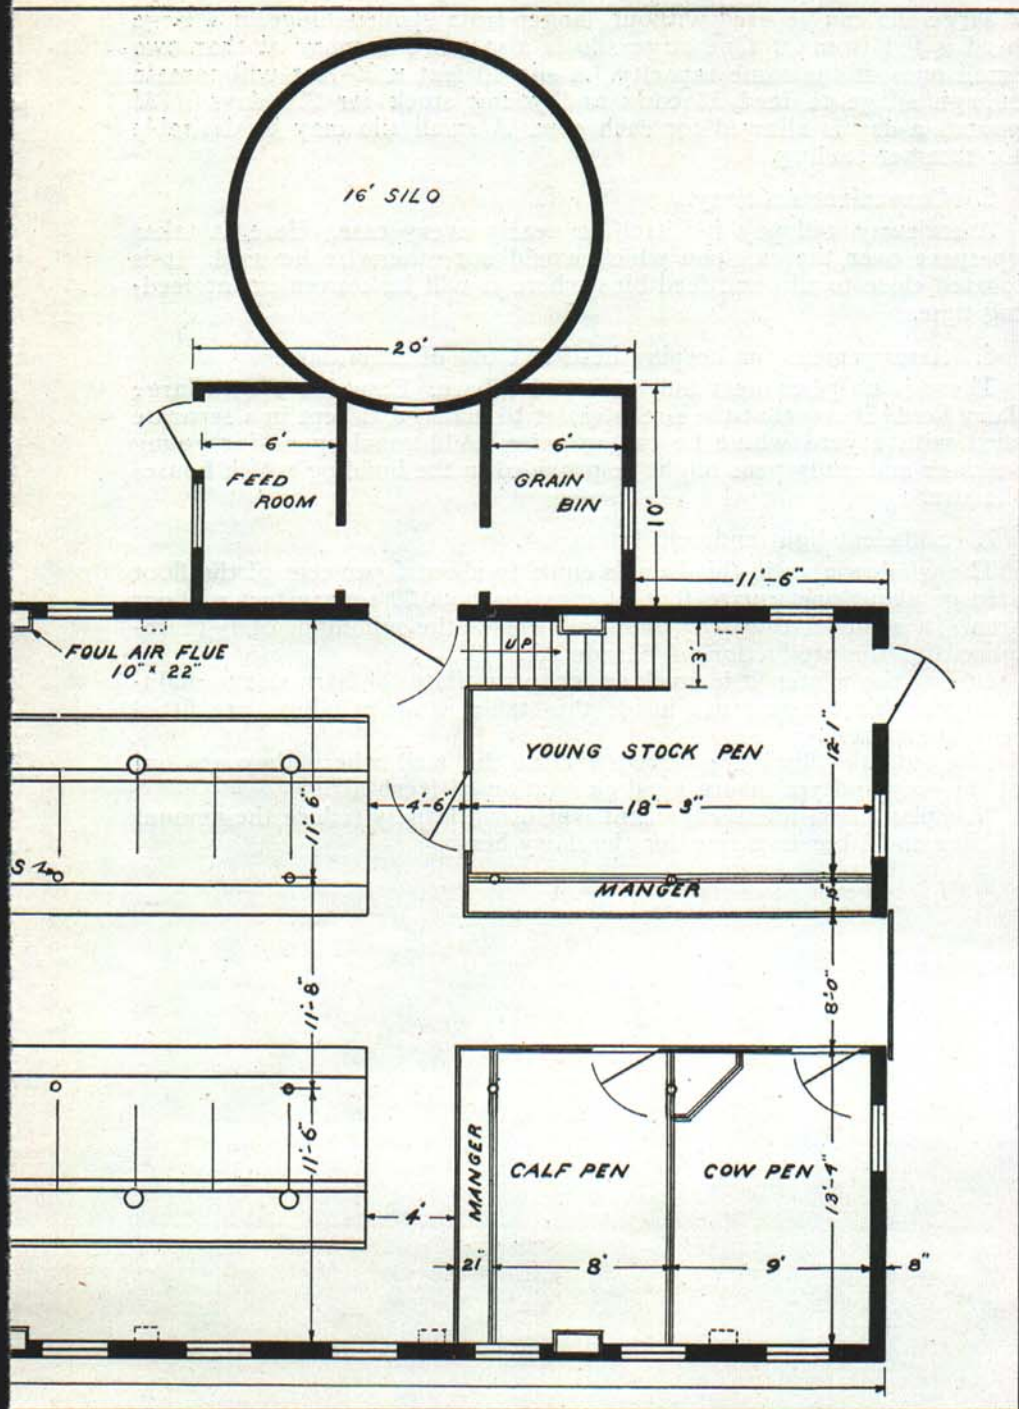 16' SILO
20'
6'
6'
FEED
ROOM
GRAIN
BIN
10'
11'-6"
FOUL AIR FLUE
10" x 22"
UP
3'
12'-1"
YOUNG STOCK PEN
11'-6"
4'-6"
18'-3"
S
MANGER
11'-8"
8'-0"
11'-6"
MANGER
CALF PEN
COW PEN
13'-4"
4'
21"
8'
9'
8"